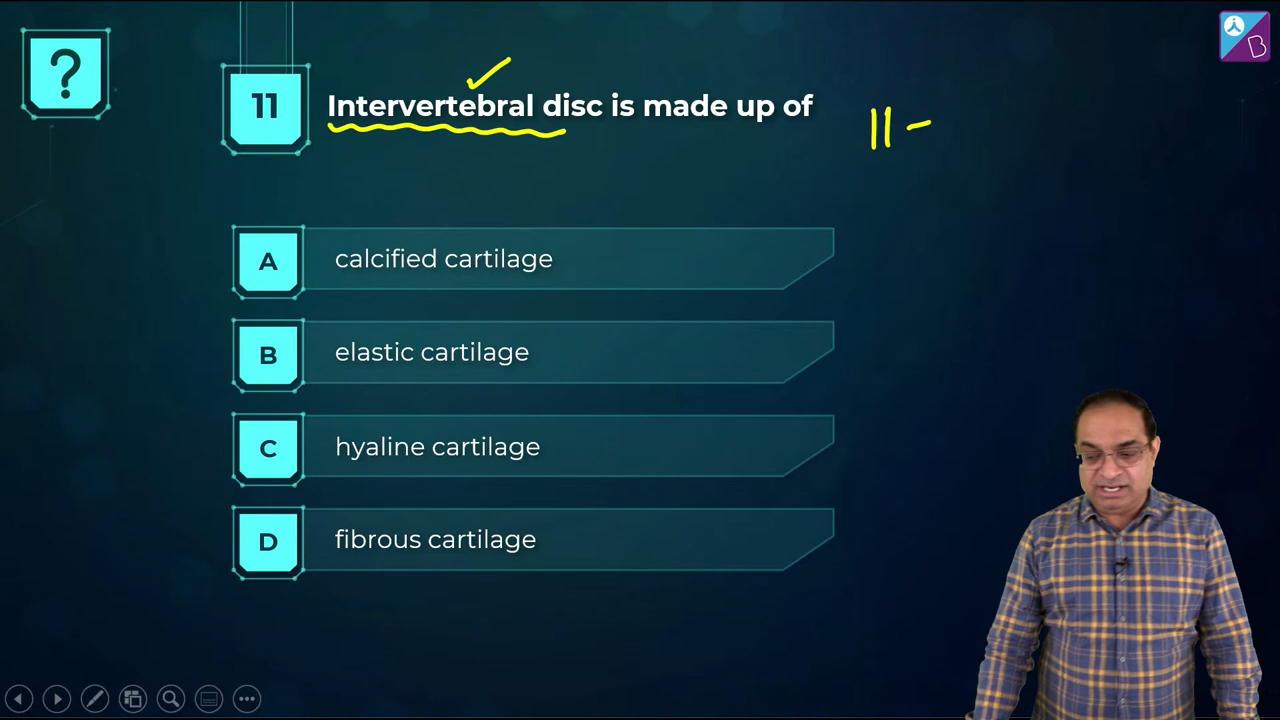 ?
11
Intervertebral disc is made up of
11 -
A
calcified cartilage
B
elastic cartilage
C
hyaline cartilage
D
fibrous cartilage
B